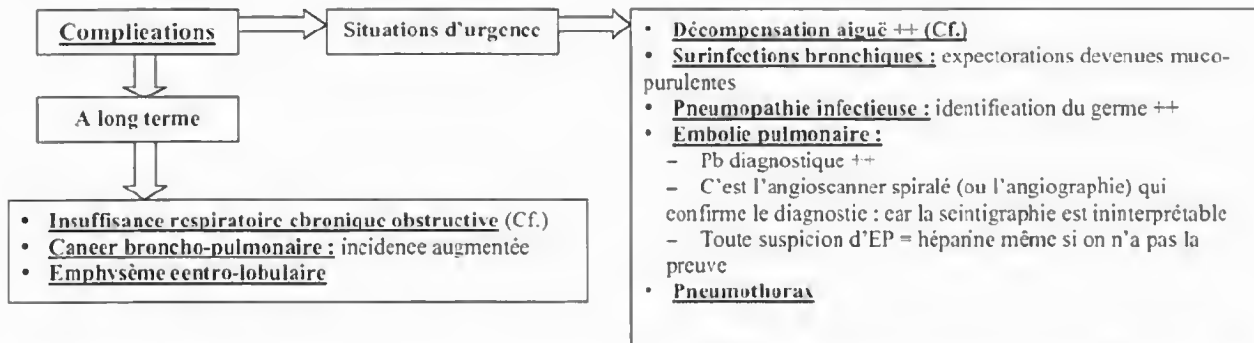 Complications
Situations d'urgence
• Décompensation aiguë ++ (Cf.)
• Surinfections bronchiques : expectorations devenues muco-
purulentes
• Pneumopathie infectieuse : identification du germe ++
• Embolie pulmonaire :
– Pb diagnostique ++
– C'est l'angioscanner spiralé (ou l'angiographie) qui
confirme le diagnostic : car la scintigraphie est ininterprétable
– Toute suspicion d'EP = héparine même si on n'a pas la
preuve
• Pneumothorax
A long terme
• Insuffisance respiratoire chronique obstructive (Cf.)
• Cancer broncho-pulmonaire : incidence augmentée
• Emphysème centro-lobulaire